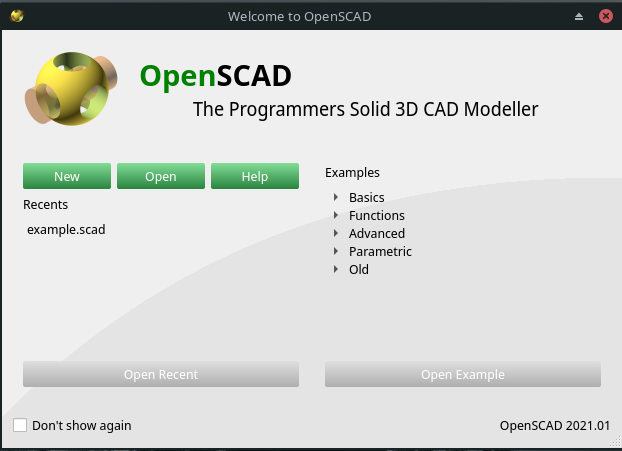 Welcome to OpenSCAD
OpenSCAD
The Programmers Solid 3D CAD Modeller
New
Open
Help
Recents
example.scad
Examples
Basics
Functions
Advanced
Parametric
Old
Open Recent
Open Example
Don't show again
OpenSCAD 2021.01